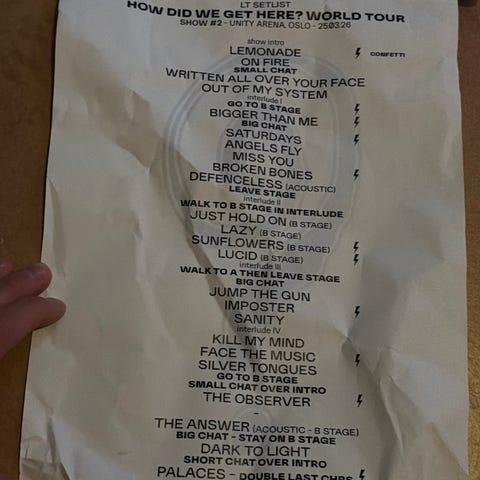 LT SETLIST
HOW DID WE GET HERE? WORLD TOUR
SHOW #2 - UNITY ARENA, OSLO - 25.03.26
show intro
LEMONADE CONFETTI
ON FIRE
SMALL CHAT
WRITTEN ALL OVER YOUR FACE
OUT OF MY SYSTEM
interlude I
GO TO B STAGE
BIGGER THAN ME
BIG CHAT
SATURDAYS
ANGELS FLY
MISS YOU
BROKEN BONES
DEFENCELESS (ACOUSTIC)
LEAVE STAGE
interlude II
WALK TO B STAGE IN INTERLUDE
JUST HOLD ON (B STAGE)
LAZY (B STAGE)
SUNFLOWERS (B STAGE)
LUCID (B STAGE)
interlude III
WALK TO A THEN LEAVE STAGE
BIG CHAT
JUMP THE GUN
IMPOSTER
SANITY
interlude IV
KILL MY MIND
FACE THE MUSIC
SILVER TONGUES
GO TO B STAGE
SMALL CHAT OVER INTRO
THE OBSERVER
-
THE ANSWER (ACOUSTIC - B STAGE)
BIG CHAT - STAY ON B STAGE
DARK TO LIGHT
SHORT CHAT OVER INTRO
PALACES - DOUBLE LAST CHRS